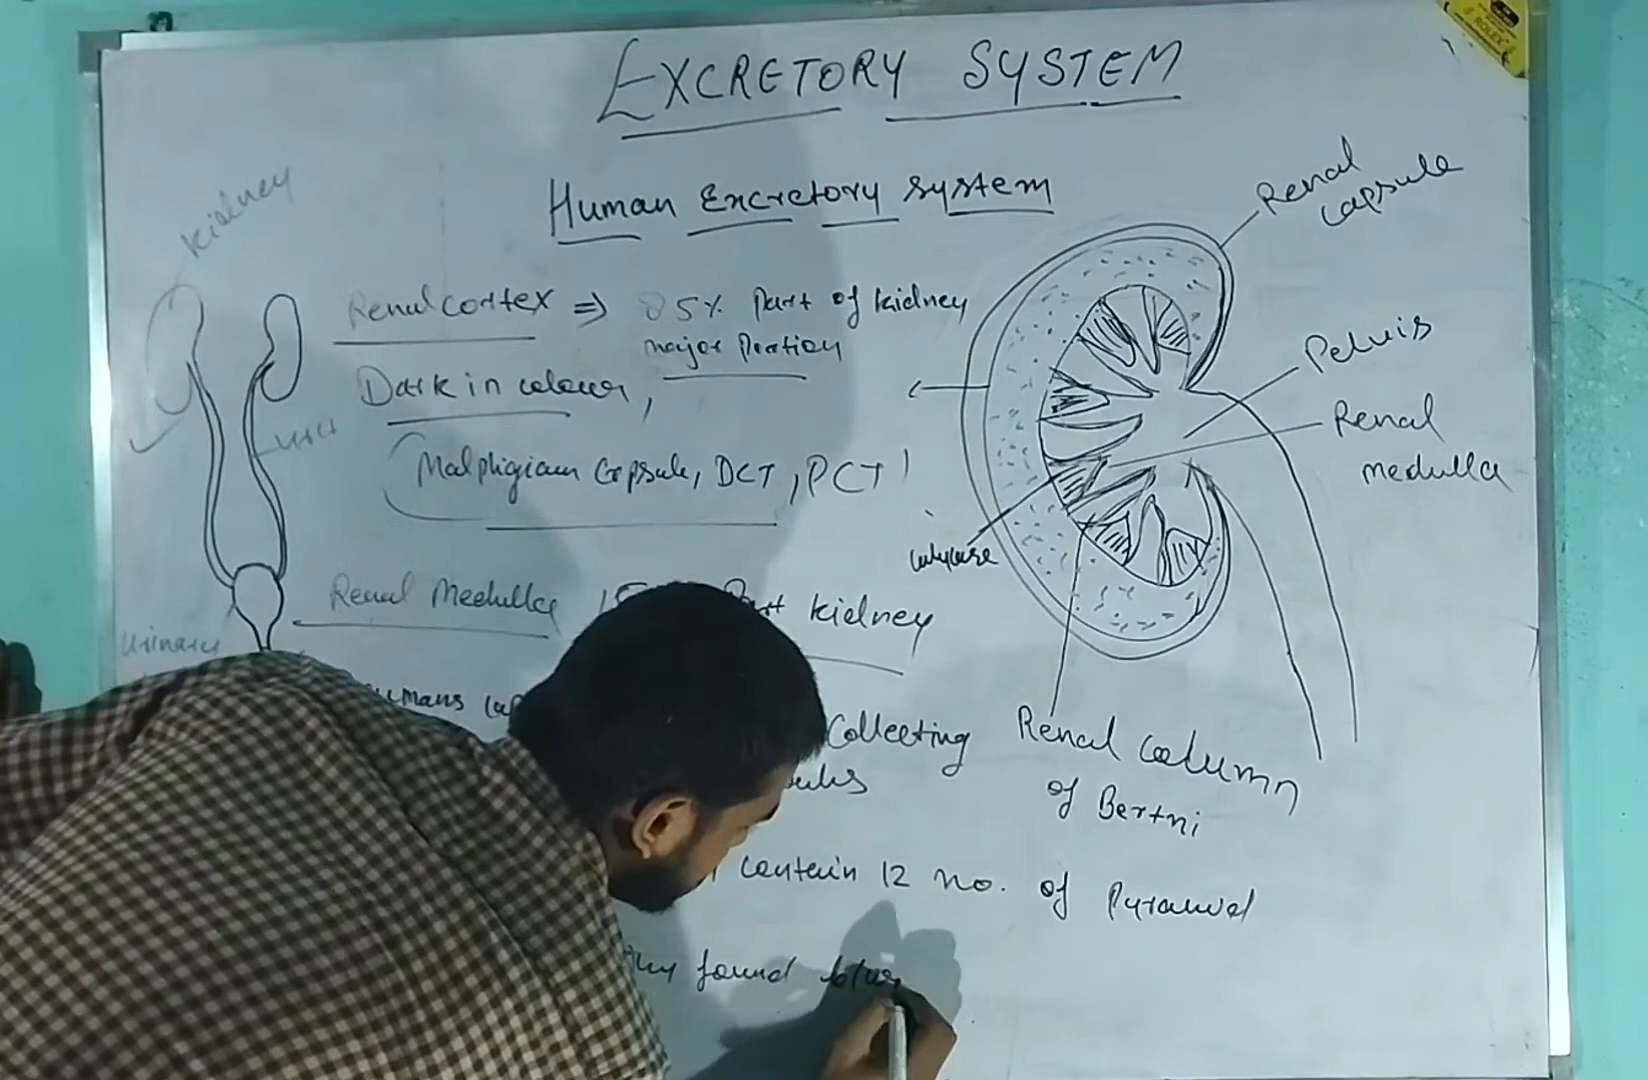 EXCRETORY SYSTEM
Human Excretory system
kidney
Renal cortex ⇒ 85% Part of kidney
major Portion
Dark in colour,
Malphigian Capsule, DCT, PCT
Renal Medulla Part kidney
Urinary
Collecting
contain 12 no. of Pyramid
found
Renal
capsule
Pelvis
Renal
medulla
Renal column
of Bertni
ROLEX